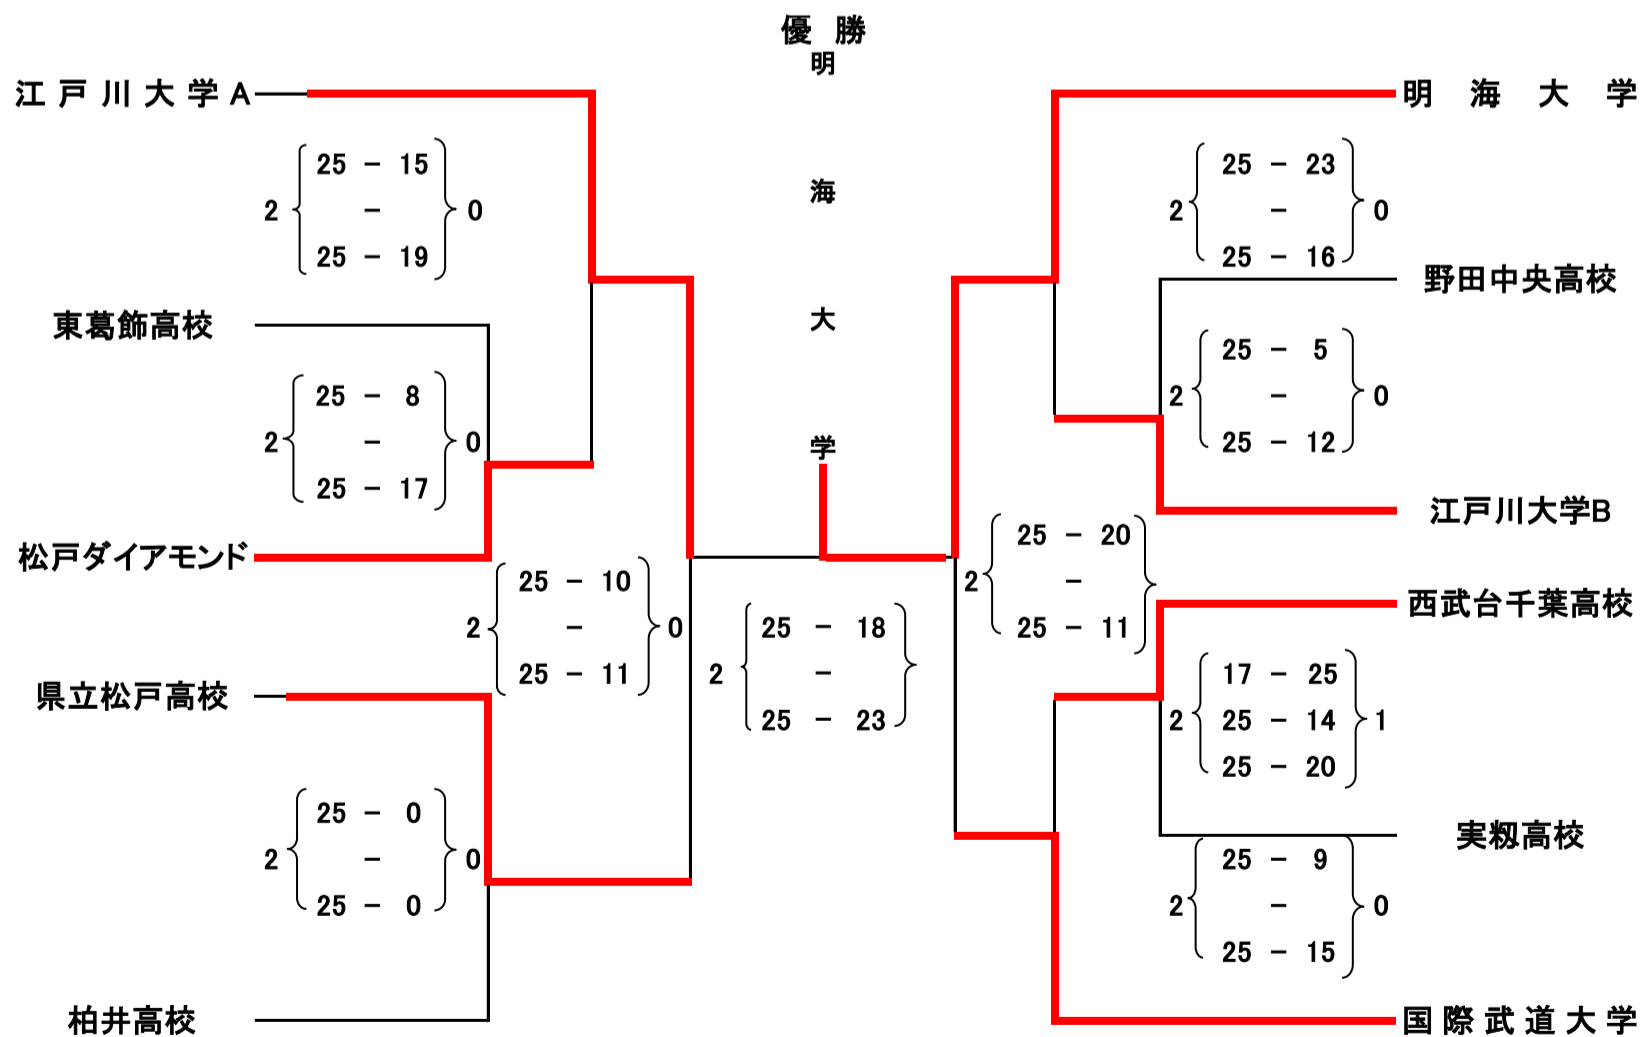 優勝
明海大学
江戸川大学A
2 25 - 15 0
-
25 - 19
東葛飾高校
2 25 - 8 0
-
25 - 17
松戸ダイアモンド
2 25 - 10 0
-
25 - 11
県立松戸高校
2 25 - 0 0
-
25 - 0
柏井高校
2 25 - 18
-
25 - 23
明海大学
2 25 - 23 0
-
25 - 16
野田中央高校
2 25 - 5 0
-
25 - 12
江戸川大学B
2 25 - 20
-
25 - 11
西武台千葉高校
17 - 25
2 25 - 14 1
25 - 20
実籾高校
2 25 - 9 0
-
25 - 15
国際武道大学